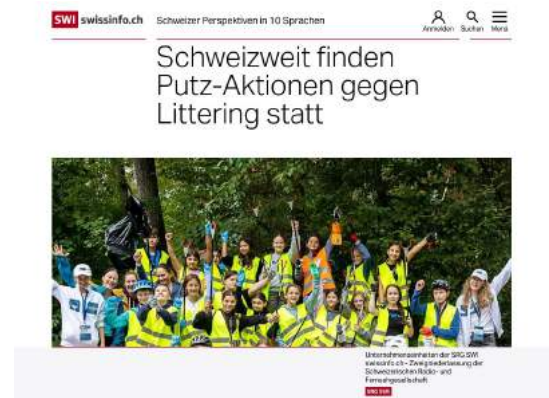 SWI swissinfo.ch Schweizer Perspektiven in 10 Sprachen
Anmelden Suchen Menü
Schweizweit finden
Putz-Aktionen gegen
Littering statt
Unternehmenseinheiten der SRG SWI
swissinfo.ch - Zweigniederlassung der
Schweizerischen Radio- und
Fernsehgesellschaft
SRG SSR